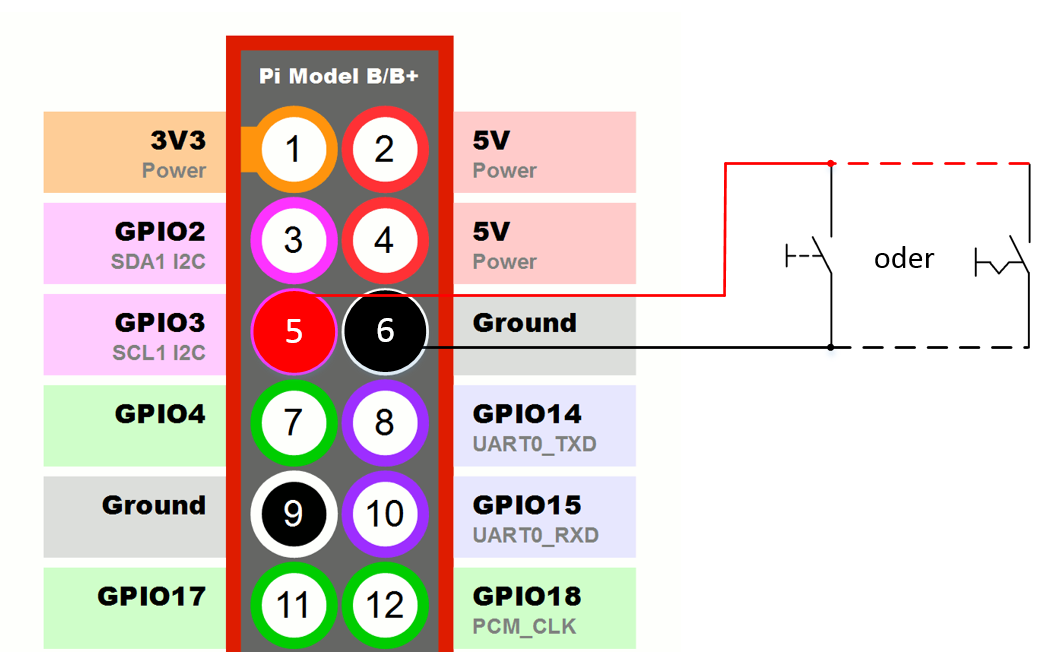 Pi Model B/B+
3V3
Power
1
2
5V
Power
GPIO2
SDA1 I2C
3
4
5V
Power
GPIO3
SCL1 I2C
5
6
Ground
oder
GPIO4
7
8
GPIO14
UART0_TXD
Ground
9
10
GPIO15
UART0_RXD
GPIO17
11
12
GPIO18
PCM_CLK